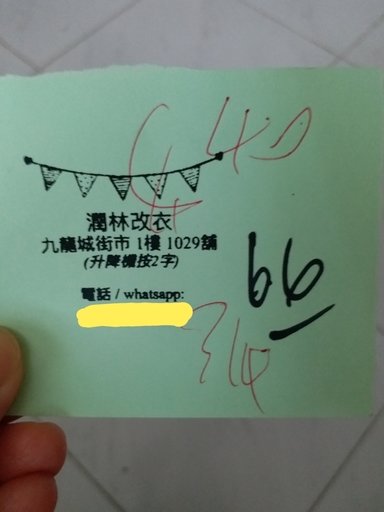 潤林改衣
九龍城街市 1樓 1029舖
(升降機按2字)
電話 / whatsapp:
66